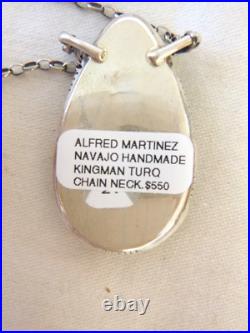 ALFRED MARTINEZ
NAVAJO HANDMADE
KINGMAN TURQ
CHAIN NECK.$550